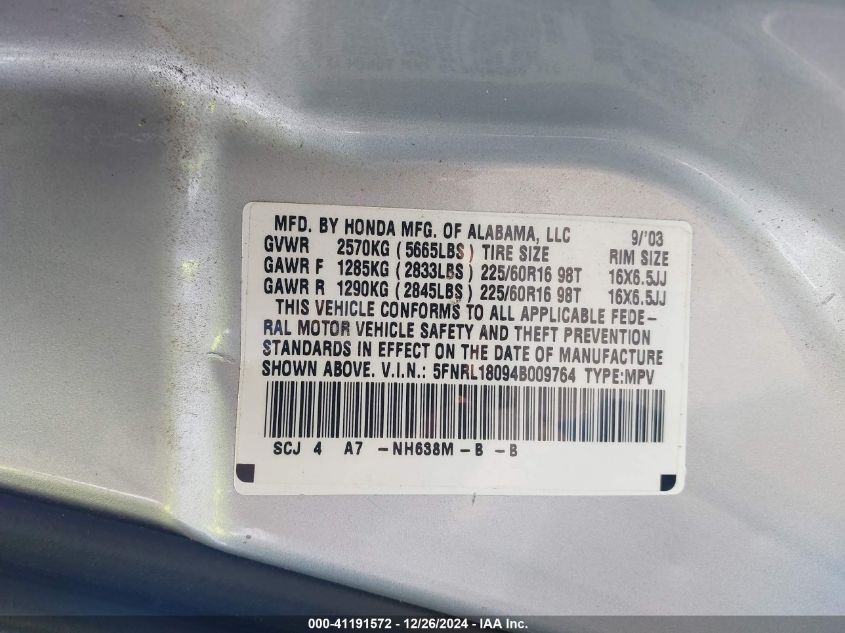 MFD. BY HONDA MFG. OF ALABAMA, LLC 9/'03
GVWR 2570KG (5665LBS) TIRE SIZE RIM SIZE
GAWR F 1285KG (2833LBS) 225/60R16 98T 16X6.5JJ
GAWR R 1290KG (2845LBS) 225/60R16 98T 16X6.5JJ
THIS VEHICLE CONFORMS TO ALL APPLICABLE FEDE-
RAL MOTOR VEHICLE SAFETY AND THEFT PREVENTION
STANDARDS IN EFFECT ON THE DATE OF MANUFACTURE
SHOWN ABOVE. V.I.N.: 5FNRL18094B009764 TYPE:MPV
SCJ 4 A7 -NH638M -B -B
000-41191572 - 12/26/2024 - IAA Inc.